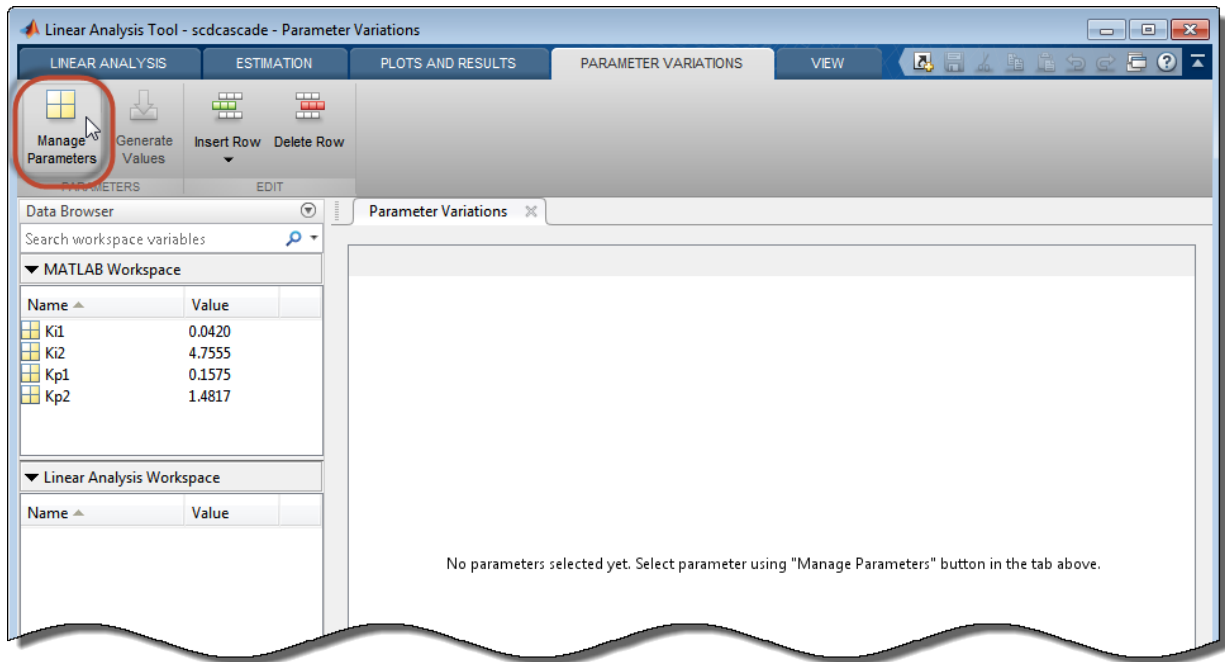 Linear Analysis Tool - scdcascade - Parameter Variations
LINEAR ANALYSIS ESTIMATION PLOTS AND RESULTS PARAMETER VARIATIONS VIEW
Manage Parameters
Generate Values
Insert Row
Delete Row
PARAMETERS EDIT
Data Browser
Search workspace variables
MATLAB Workspace
Name Value
Ki1 0.0420
Ki2 4.7555
Kp1 0.1575
Kp2 1.4817
Linear Analysis Workspace
Name Value
Parameter Variations
No parameters selected yet. Select parameter using "Manage Parameters" button in the tab above.